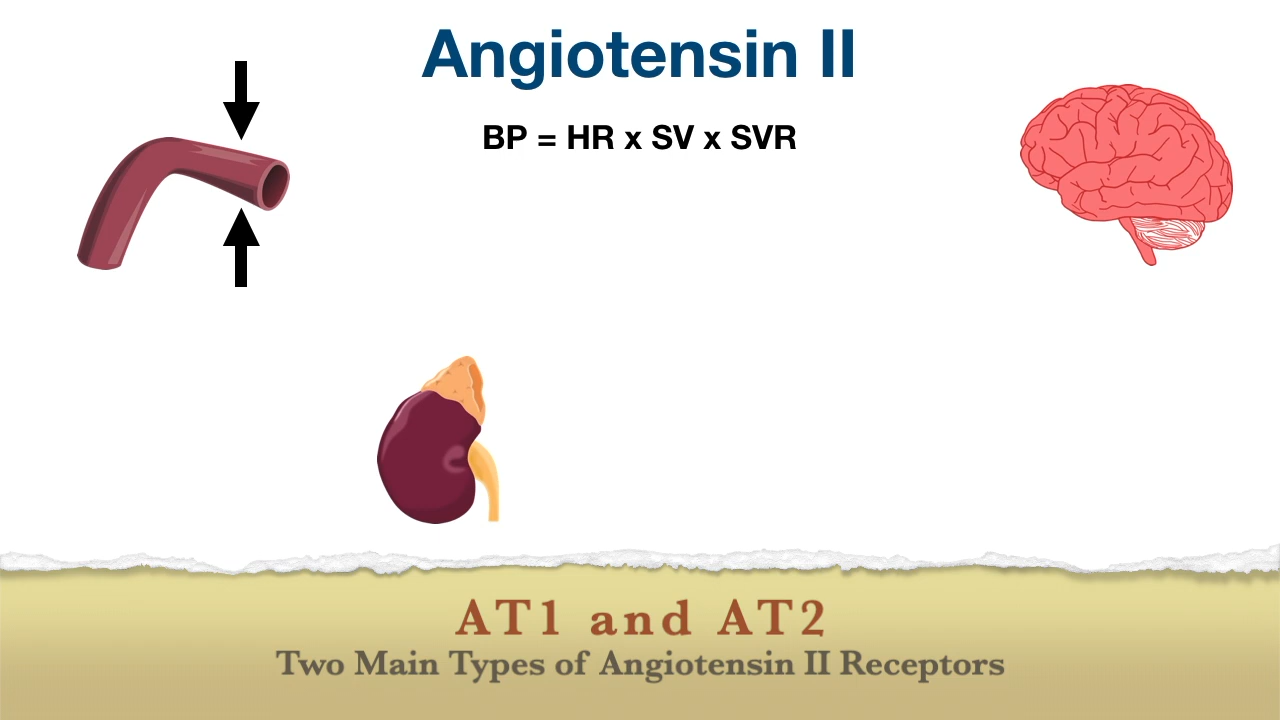 Angiotensin II
BP = HR x SV x SVR
AT1 and AT2
Two Main Types of Angiotensin II Receptors